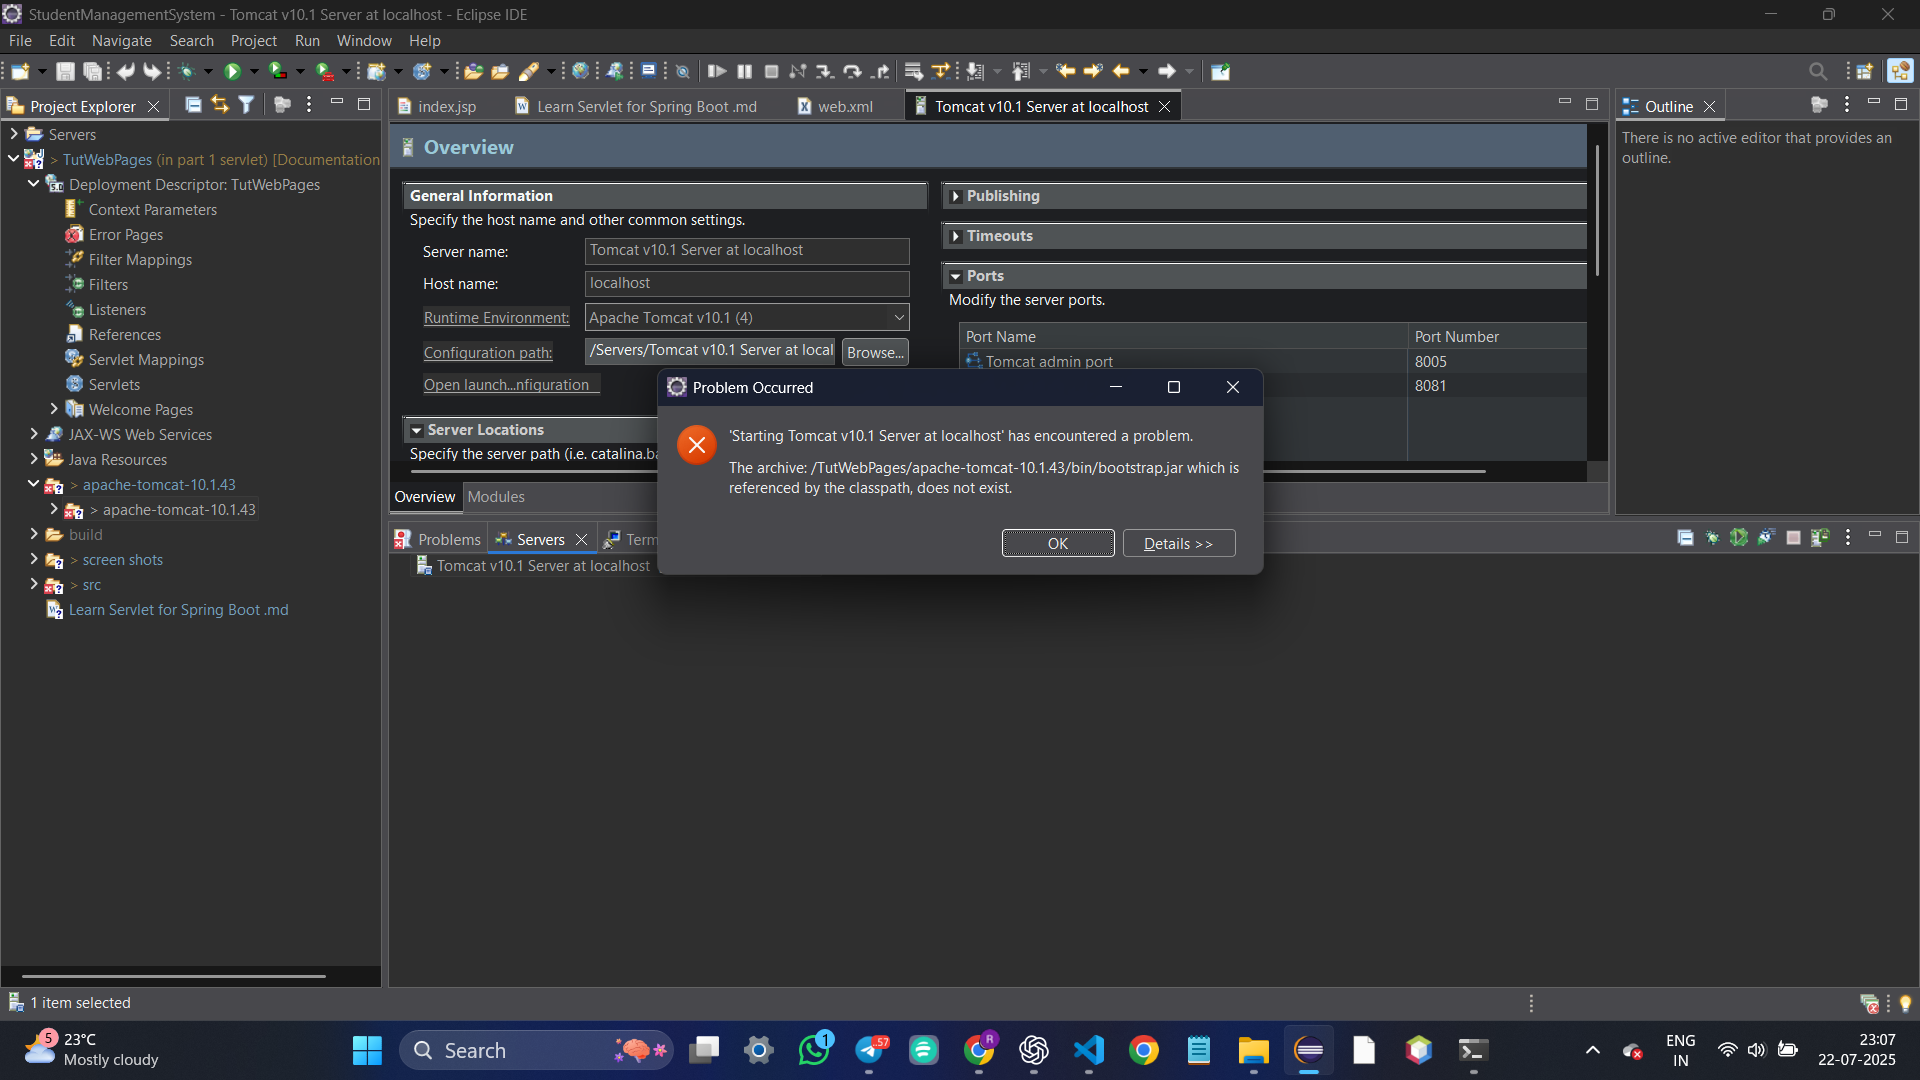 StudentManagementSystem - Tomcat v10.1 Server at localhost - Eclipse IDE
File Edit Navigate Search Project Run Window Help
Project Explorer
Servers
> TutWebPages (in part 1 servlet) [Documentation
Deployment Descriptor: TutWebPages
Context Parameters
Error Pages
Filter Mappings
Filters
Listeners
References
Servlet Mappings
Servlets
Welcome Pages
JAX-WS Web Services
Java Resources
> apache-tomcat-10.1.43
> apache-tomcat-10.1.43
build
> screen shots
> src
Learn Servlet for Spring Boot .md
index.jsp
Learn Servlet for Spring Boot .md
web.xml
Tomcat v10.1 Server at localhost
Overview
General Information
Specify the host name and other common settings.
Server name: Tomcat v10.1 Server at localhost
Host name: localhost
Runtime Environment: Apache Tomcat v10.1 (4)
Configuration path: /Servers/Tomcat v10.1 Server at local Browse...
Open launch...nfiguration
Server Locations
Specify the server path (i.e. catalina.ba
Publishing
Timeouts
Ports
Modify the server ports.
Port Name Port Number
Tomcat admin port 8005
8081
Overview Modules
Problem Occurred
'Starting Tomcat v10.1 Server at localhost' has encountered a problem.
The archive: /TutWebPages/apache-tomcat-10.1.43/bin/bootstrap.jar which is
referenced by the classpath, does not exist.
OK Details >>
Problems Servers Term
Tomcat v10.1 Server at localhost
Outline
There is no active editor that provides an
outline.
1 item selected
5
23°C
Mostly cloudy
Search
1
57
R
ENG
IN
23:07
22-07-2025